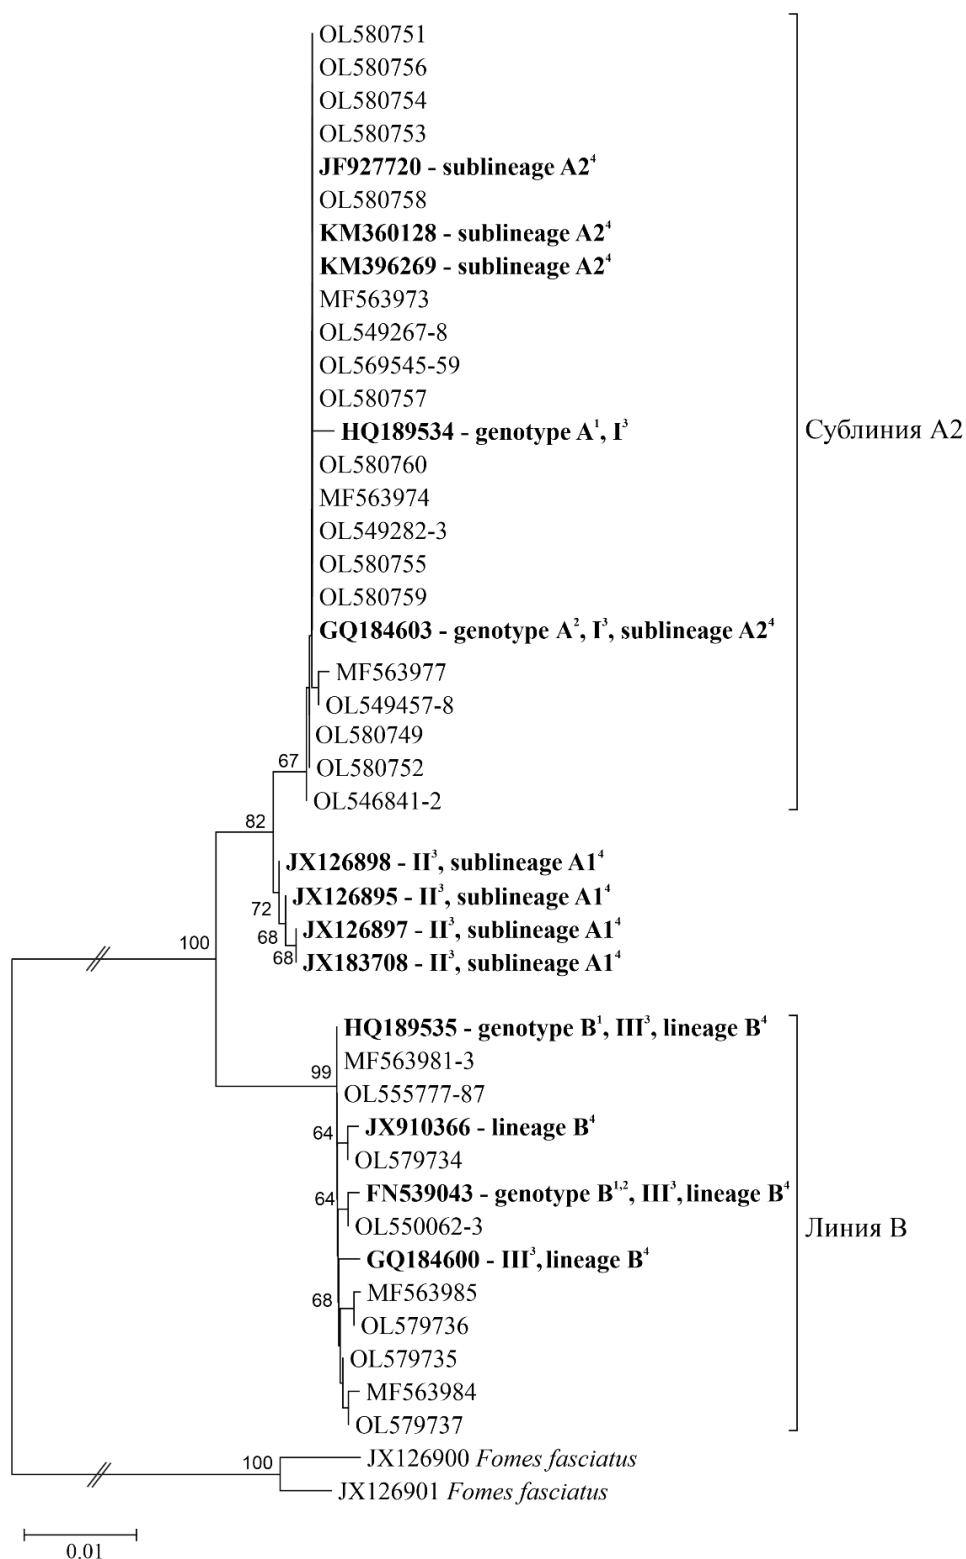 OL580751
OL580756
OL580754
OL580753
JF927720 - sublineage A2⁴
OL580758
KM360128 - sublineage A2⁴
KM396269 - sublineage A2⁴
MF563973
OL549267-8
OL569545-59
OL580757
HQ189534 - genotype A¹, I³
Сублиния А2
OL580760
MF563974
OL549282-3
OL580755
OL580759
GQ184603 - genotype A², I³, sublineage A2⁴
MF563977
OL549457-8
OL580749
67
OL580752
OL546841-2
82
JX126898 - II³, sublineage A1⁴
JX126895 - II³, sublineage A1⁴
72
JX126897 - II³, sublineage A1⁴
68
100
68
JX183708 - II³, sublineage A1⁴
HQ189535 - genotype B¹, III³, lineage B⁴
MF563981-3
99
OL555777-87
JX910366 - lineage B⁴
64
OL579734
FN539043 - genotype B¹,², III³, lineage B⁴
64
OL550062-3
Линия В
GQ184600 - III³, lineage B⁴
MF563985
68
OL579736
OL579735
MF563984
OL579737
JX126900 Fomes fasciatus
100
JX126901 Fomes fasciatus
0.01